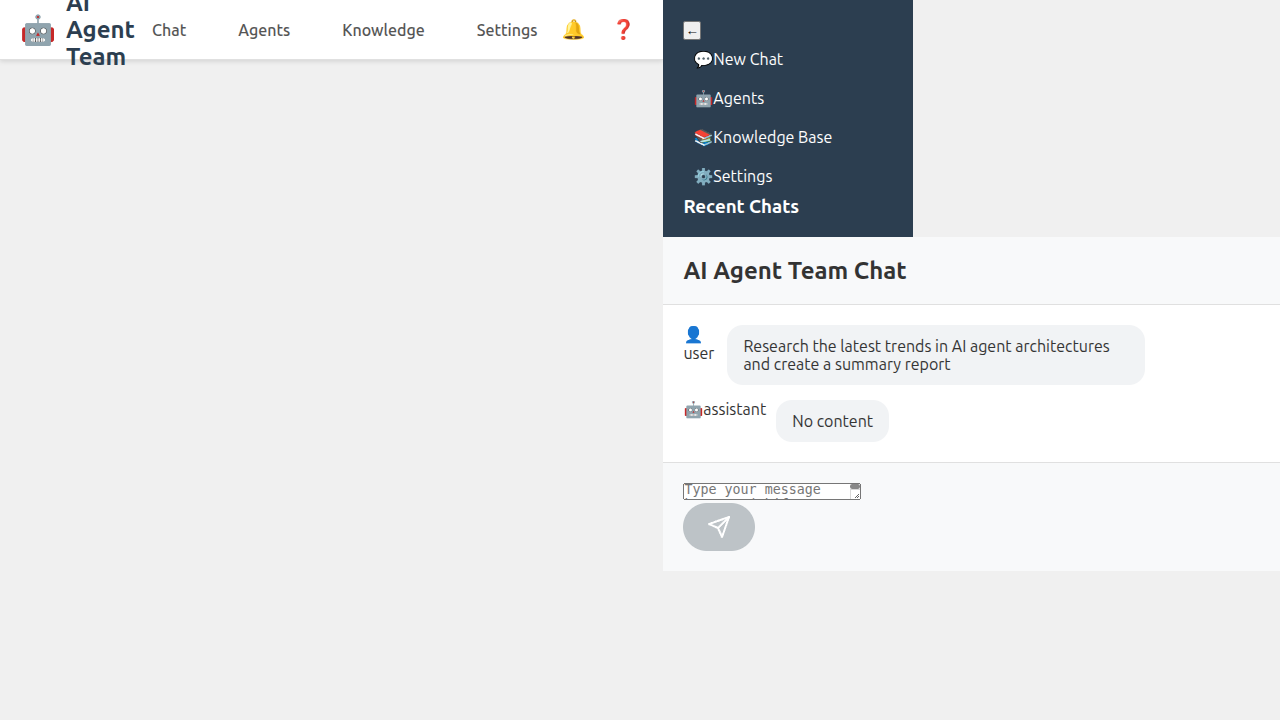 AI
Agent
Team
Chat
Agents
Knowledge
Settings
←
New Chat
Agents
Knowledge Base
Settings
Recent Chats
AI Agent Team Chat
user
Research the latest trends in AI agent architectures
and create a summary report
assistant
No content
Type your message